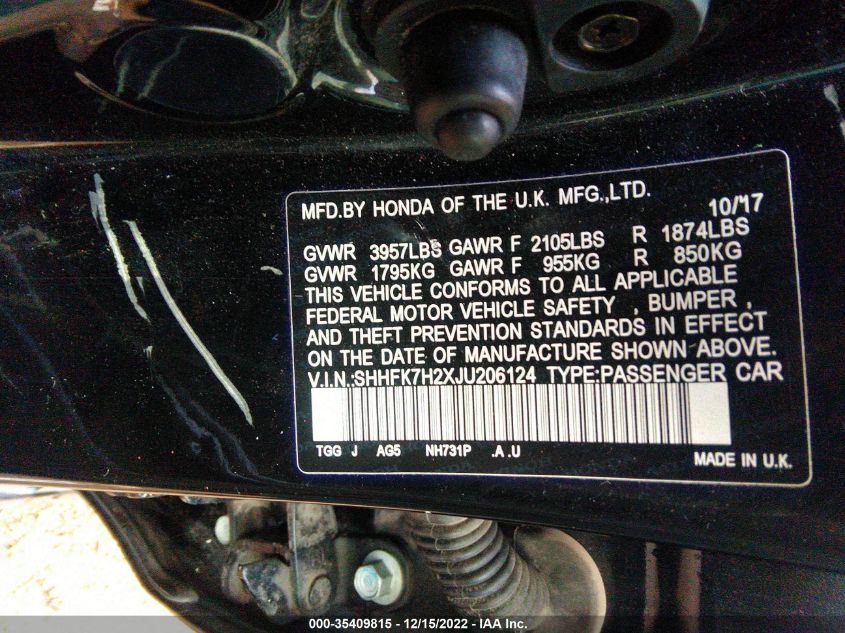 MFD.BY HONDA OF THE U.K. MFG.,LTD. 10/'17
GVWR 3957LBS GAWR F 2105LBS R 1874LBS
GVWR 1795KG GAWR F 955KG R 850KG
THIS VEHICLE CONFORMS TO ALL APPLICABLE
FEDERAL MOTOR VEHICLE SAFETY , BUMPER ,
AND THEFT PREVENTION STANDARDS IN EFFECT
ON THE DATE OF MANUFACTURE SHOWN ABOVE.
V.I.N.:SHHFK7H2XJU206124 TYPE:PASSENGER CAR
TGG J AG5 NH731P .A .U
MADE IN U.K.
000-35409815 - 12/15/2022 - IAA Inc.